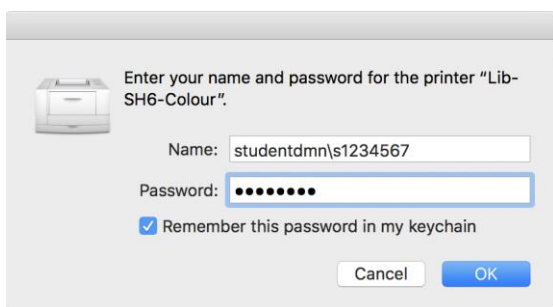 Enter your name and password for the printer “Lib-
SH6-Colour”.
Name: studentdmn\s1234567
Password: ●●●●●●●●
Remember this password in my keychain
Cancel OK